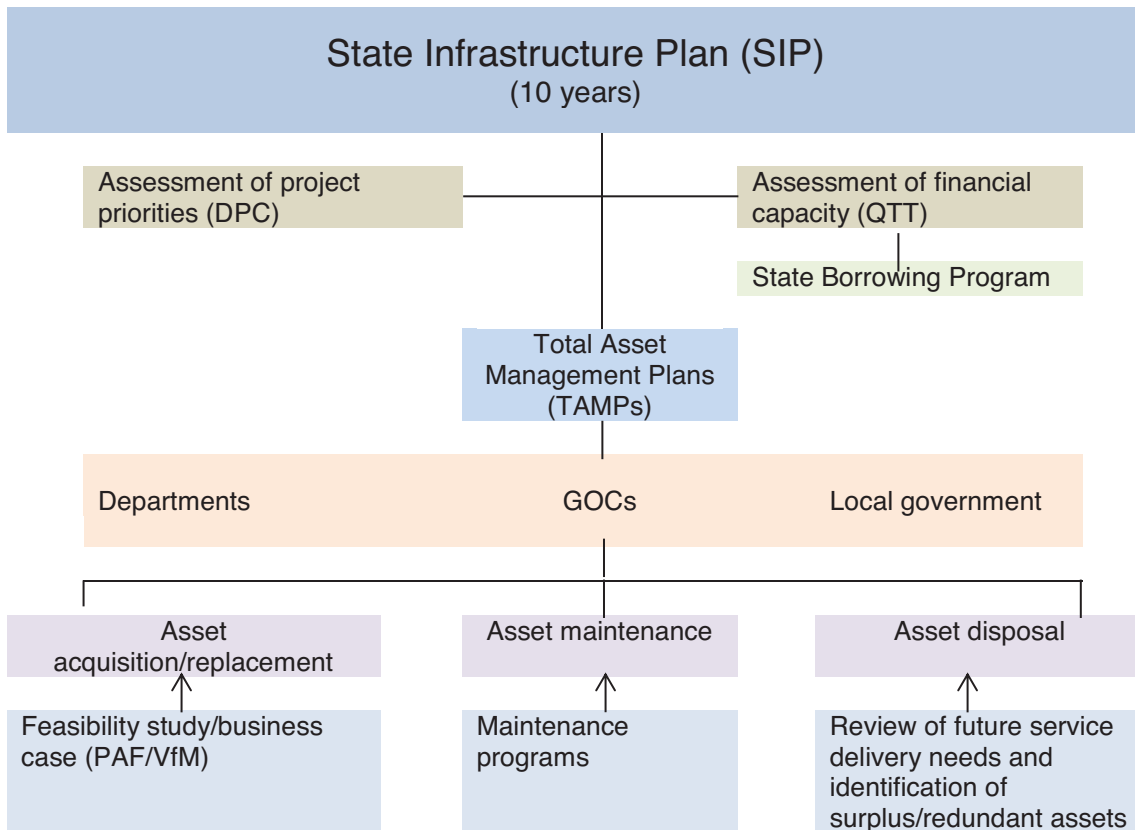 State Infrastructure Plan (SIP)
(10 years)
Assessment of project
priorities (DPC)
Assessment of financial
capacity (QTT)
State Borrowing Program
Total Asset
Management Plans
(TAMPs)
Departments
GOCs
Local government
Asset
acquisition/replacement
Asset maintenance
Asset disposal
Feasibility study/business
case (PAF/VfM)
Maintenance
programs
Review of future service
delivery needs and
identification of
surplus/redundant assets